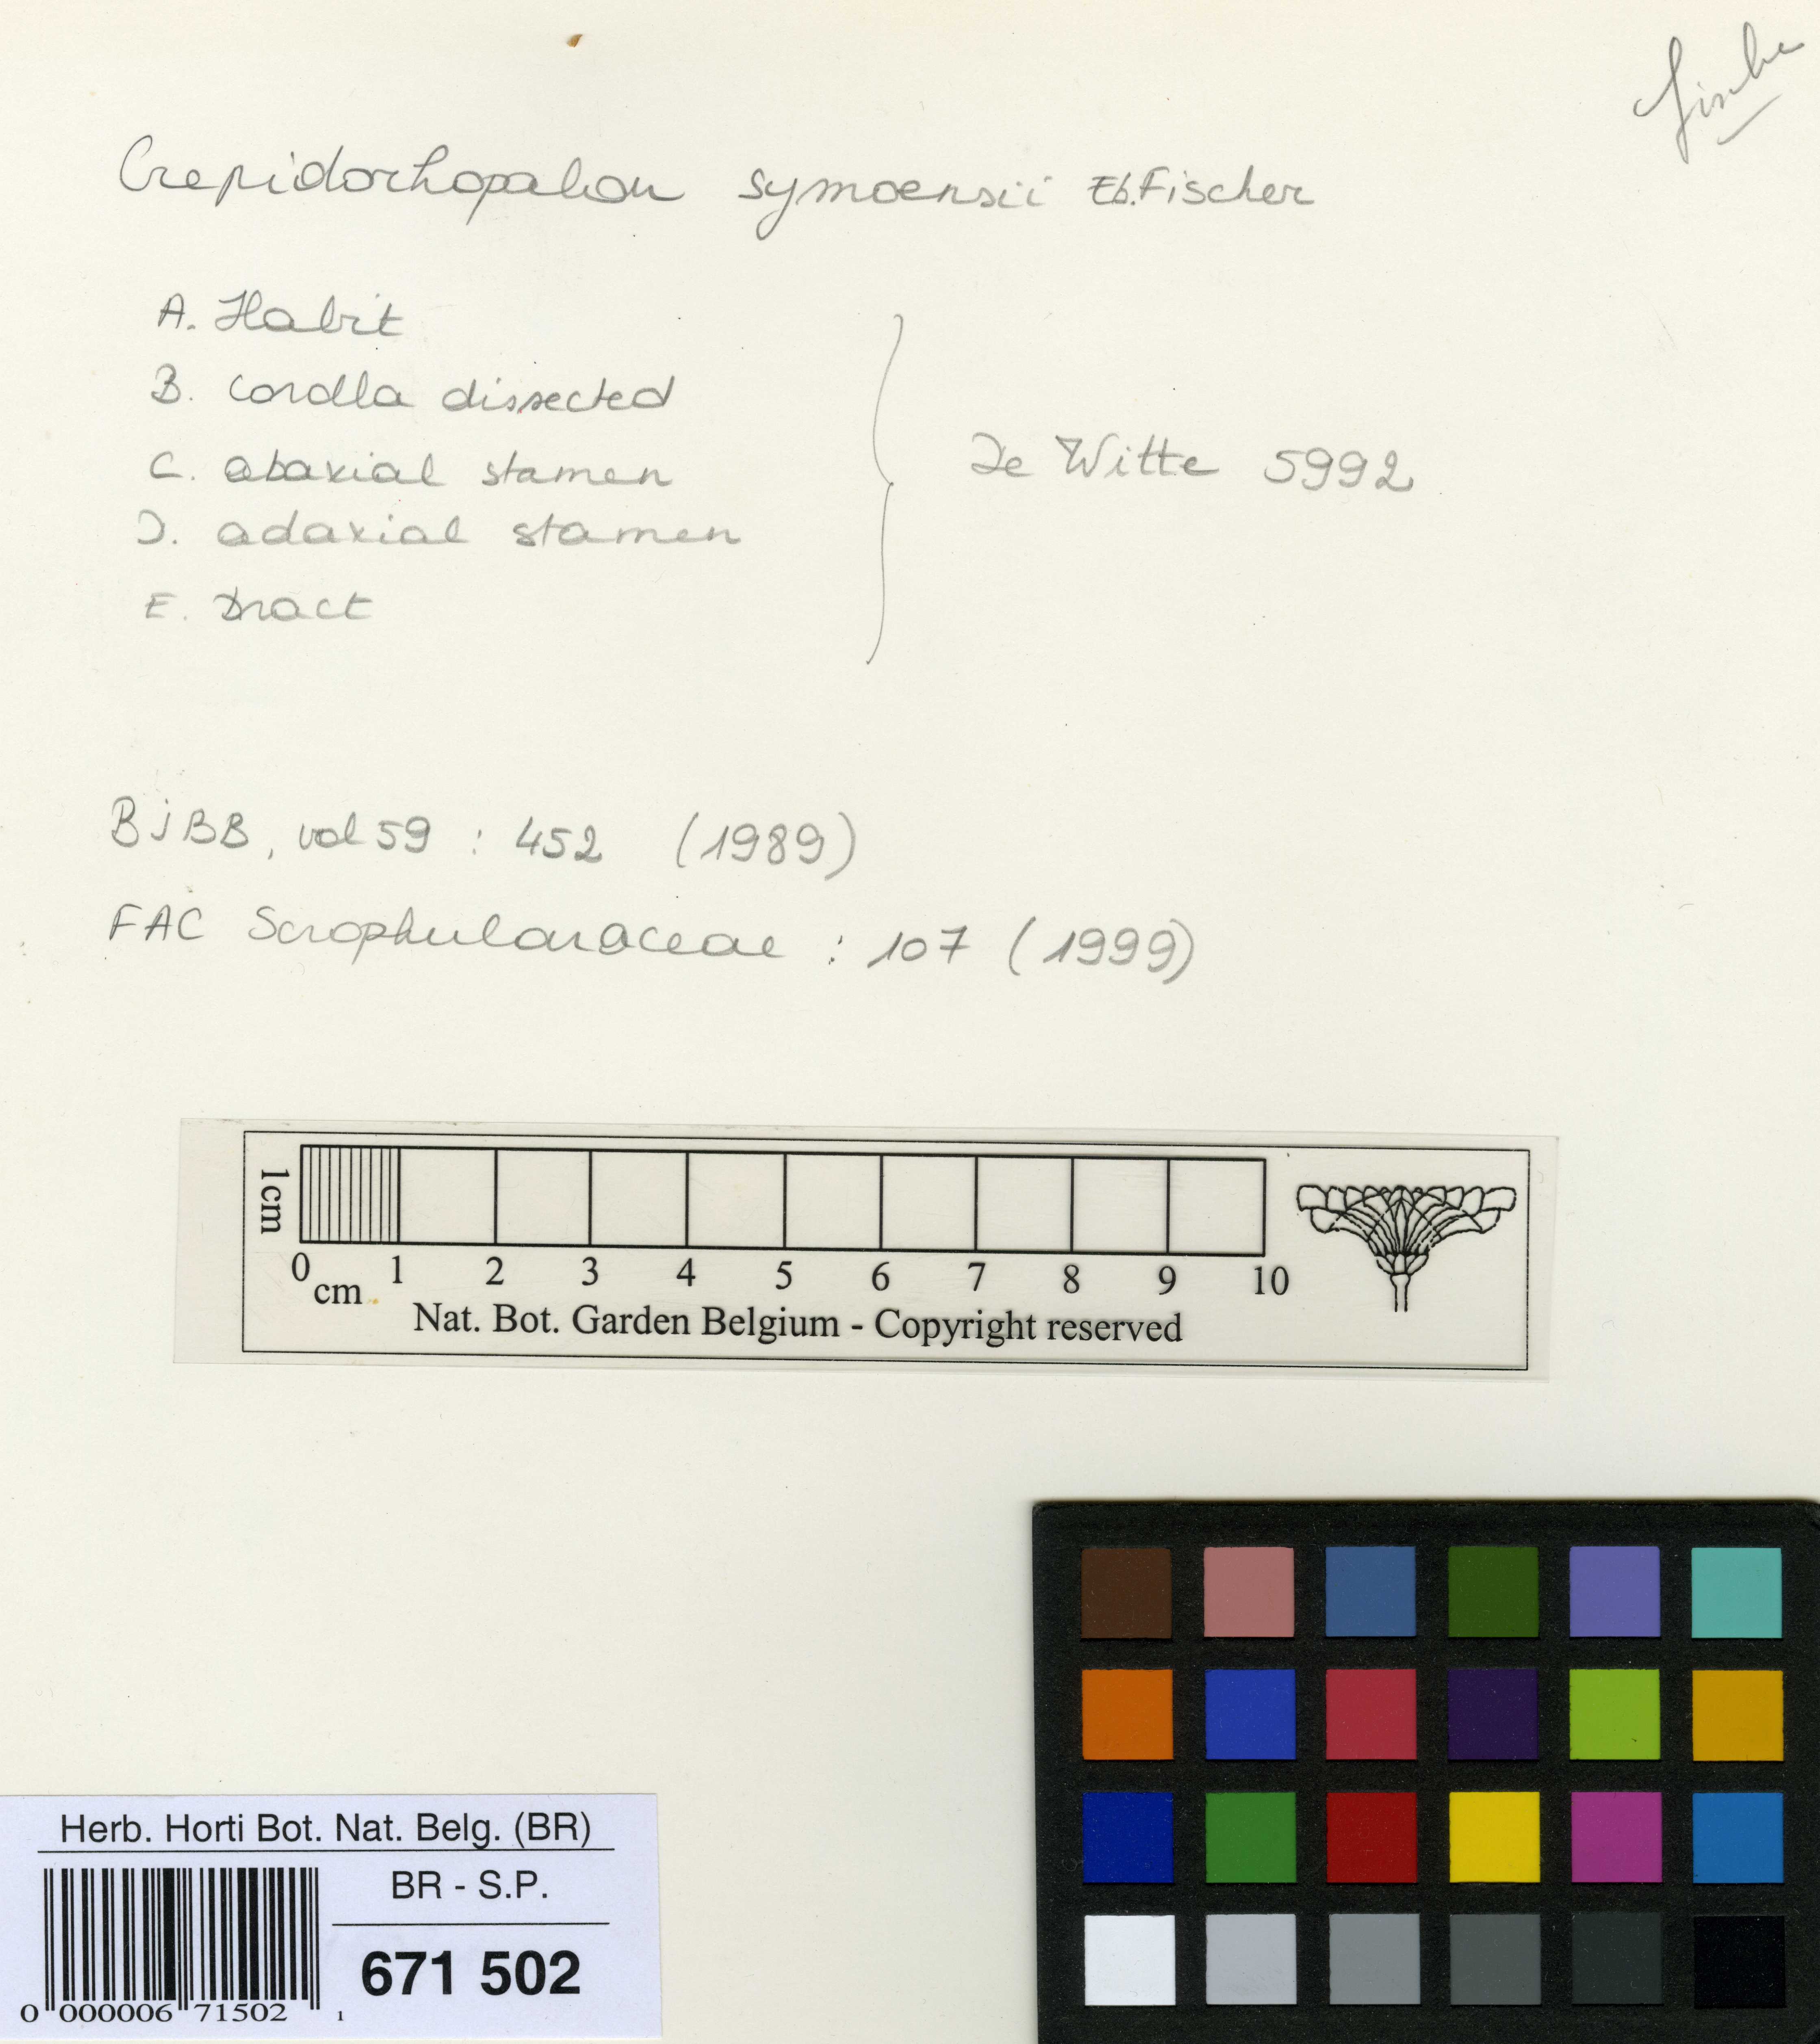 Fischer
Crepidorhopalon symoensii Eb.Fischer
A. Habit
B. corolla dissected
C. abaxial stamen
D. adaxial stamen
E. bract
De Witte 5992
BJBB, vol 59 : 452 (1989)
FAC Scrophulariaceae : 107 (1999)
1cm
0 1 2 3 4 5 6 7 8 9 10
cm
Nat. Bot. Garden Belgium - Copyright reserved
Herb. Horti Bot. Nat. Belg. (BR)
BR - S.P.
671 502
0 000006 71502 1